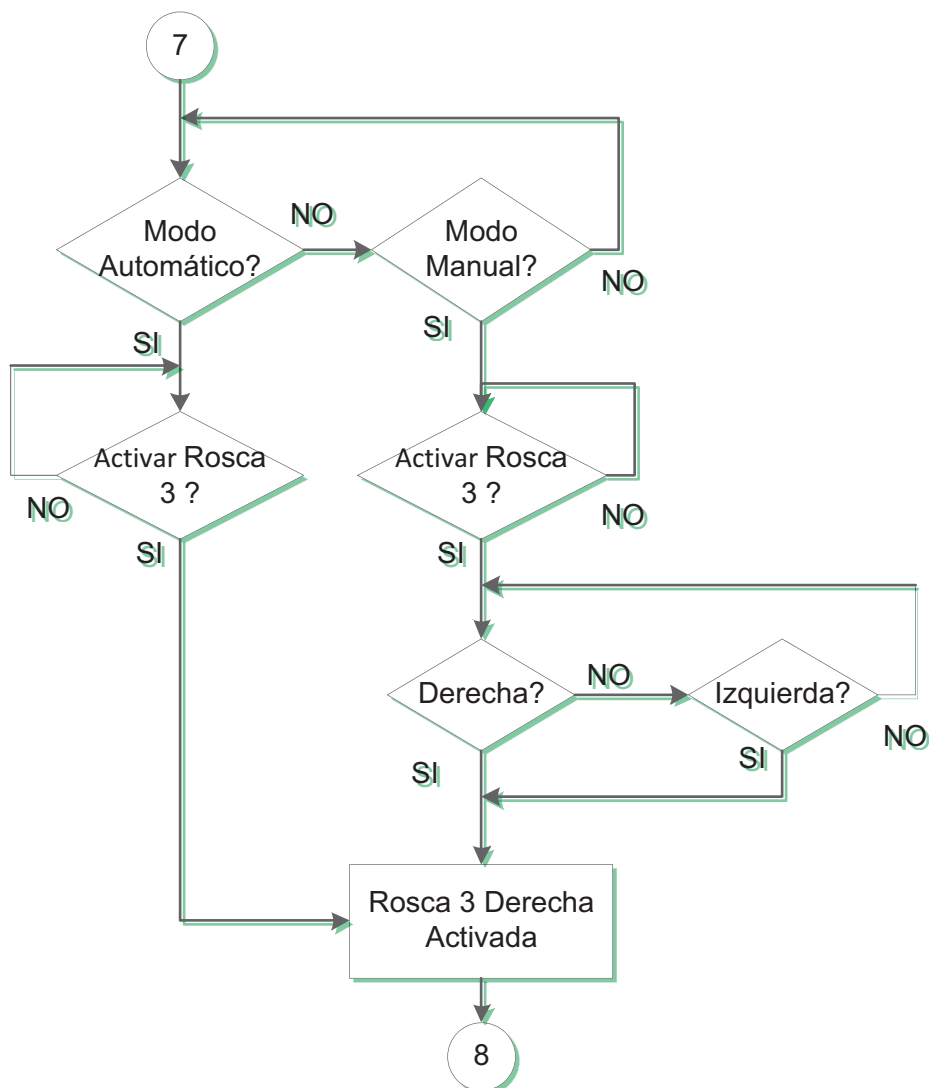 7
Modo
Automático?
NO
Modo
Manual?
NO
SI
SI
Activar Rosca
3 ?
NO
SI
Activar Rosca
3 ?
NO
SI
Derecha?
NO
Izquierda?
NO
SI
SI
Rosca 3 Derecha
Activada
8